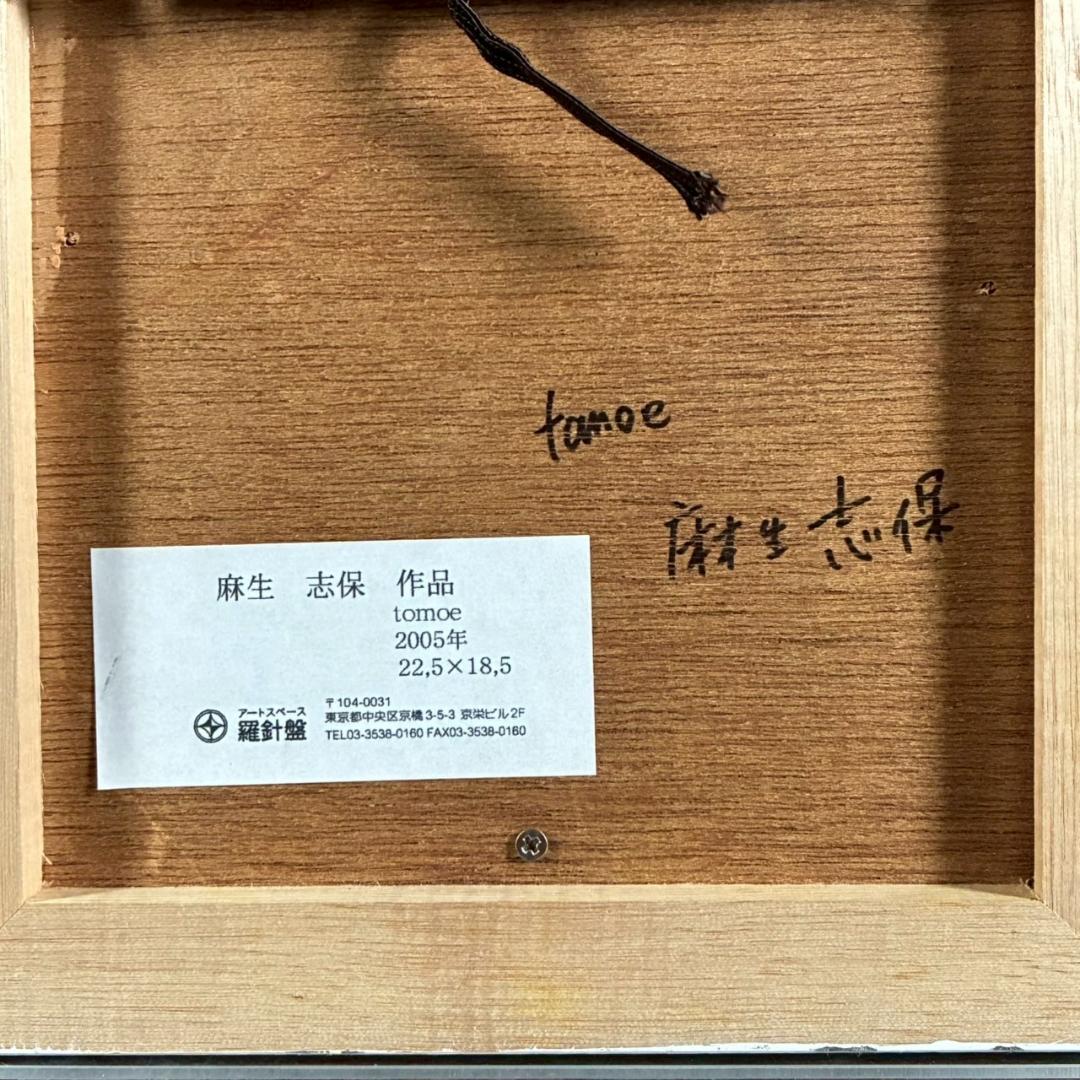 tomoe
麻生志保
麻生　志保　作品
tomoe
2005年
22,5×18,5
アートスペース
羅針盤
〒104-0031
東京都中央区京橋3-5-3 京栄ビル2F
TEL03-3538-0160 FAX03-3538-0160